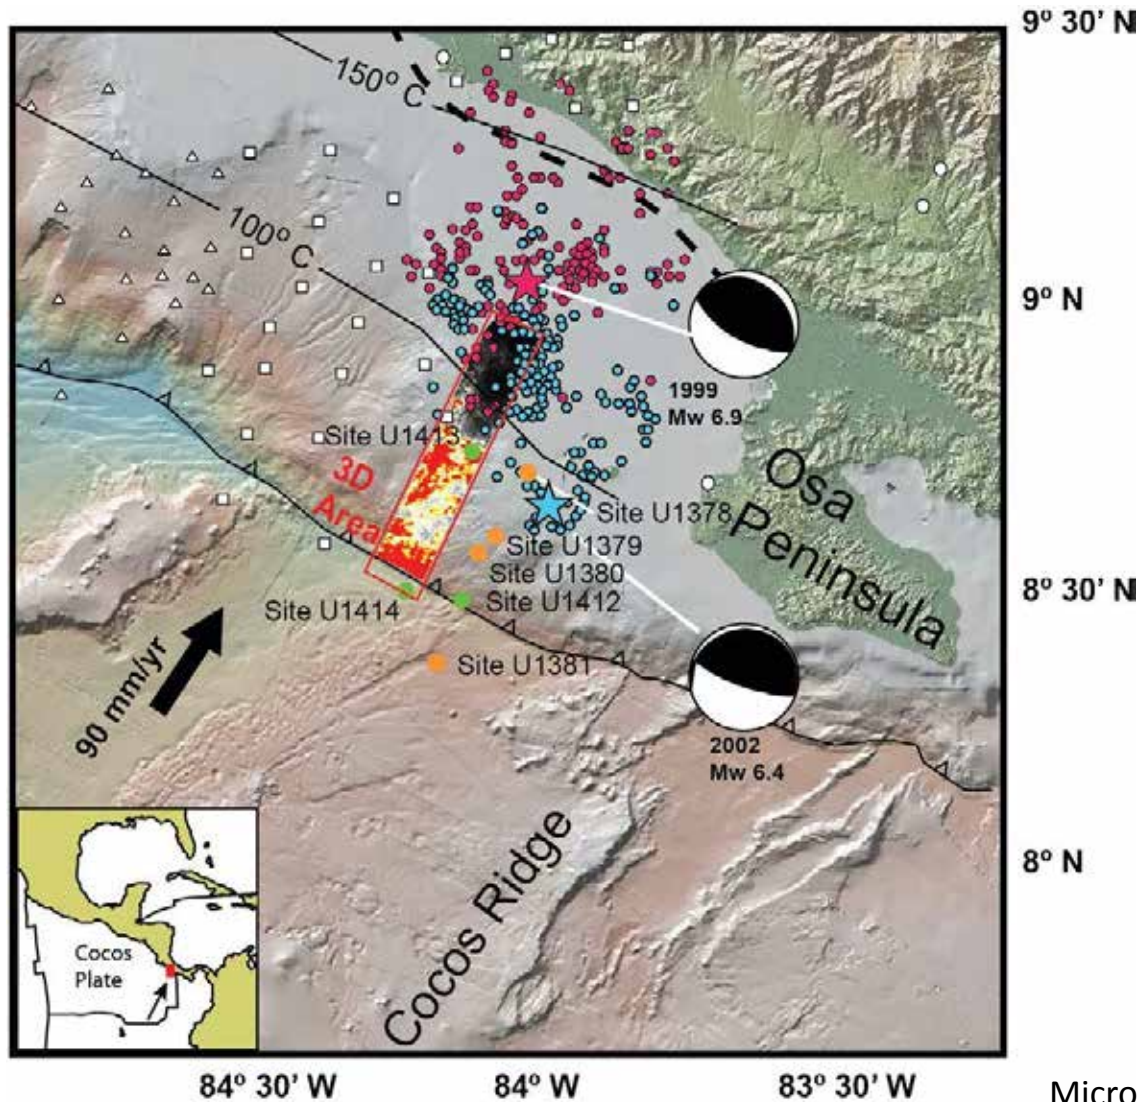 9º 30’ N
150º C
100º C
9º N
1999
Mw 6.9
Site U1413
3D
Area
Osa
Peninsula
Site U1378
Site U1379
Site U1380
Site U1412
Site U1414
8º 30’ N
Site U1381
90 mm/yr
2002
Mw 6.4
Cocos Ridge
8º N
Cocos
Plate
84º 30’ W
84º W
83º 30’ W
Micro